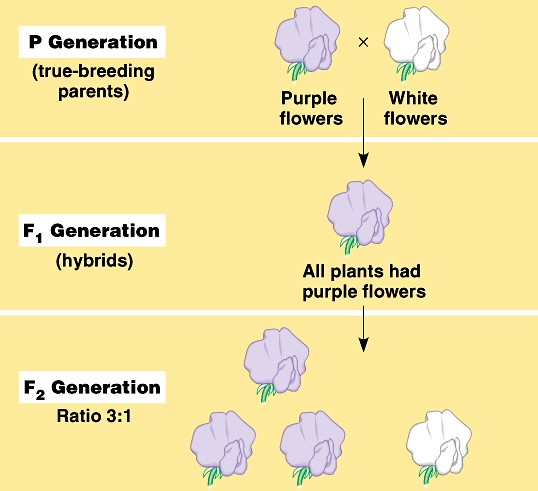 P Generation
(true-breeding
parents)
×
Purple
flowers
White
flowers
F1 Generation
(hybrids)
All plants had
purple flowers
F2 Generation
Ratio 3:1